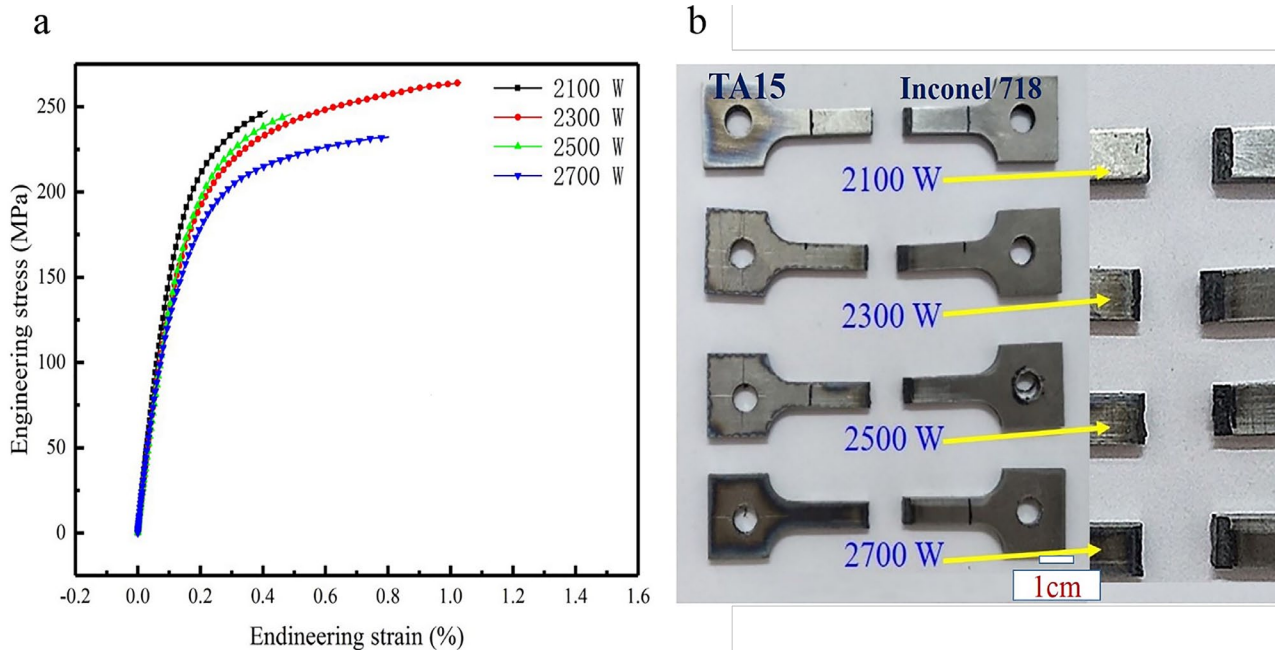 a
Engineering stress (MPa)
250
200
150
100
50
0
-0.2 0.0 0.2 0.4 0.6 0.8 1.0 1.2 1.4 1.6
Endineering strain (%)
2100 W
2300 W
2500 W
2700 W
b
TA15 Inconel 718
2100 W
2300 W
2500 W
2700 W
1cm